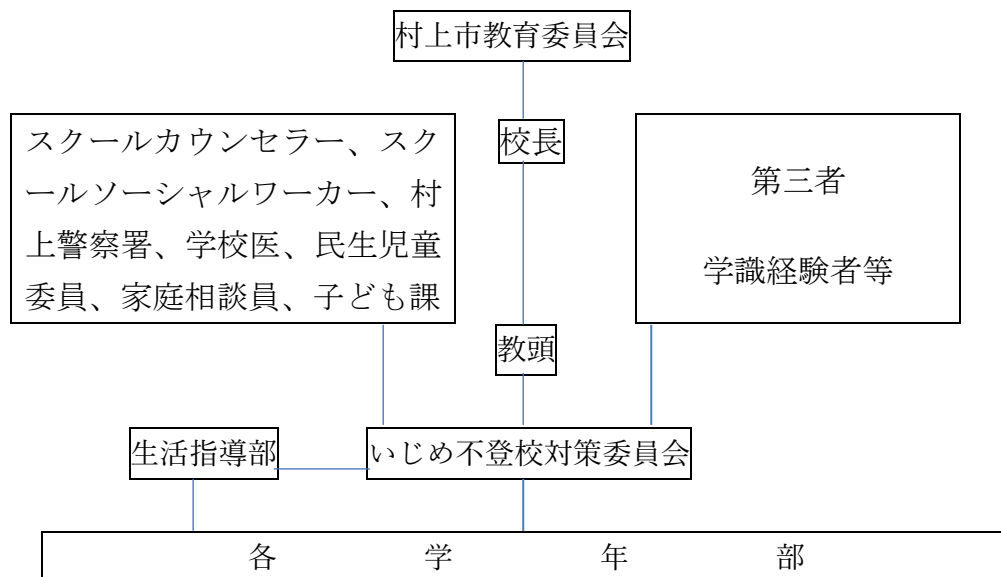 村上市教育委員会
校長
スクールカウンセラー、スク
ールソーシャルワーカー、村
上警察署、学校医、民生児童
委員、家庭相談員、子ども課
第三者
学識経験者等
教頭
生活指導部
いじめ不登校対策委員会
各学年部